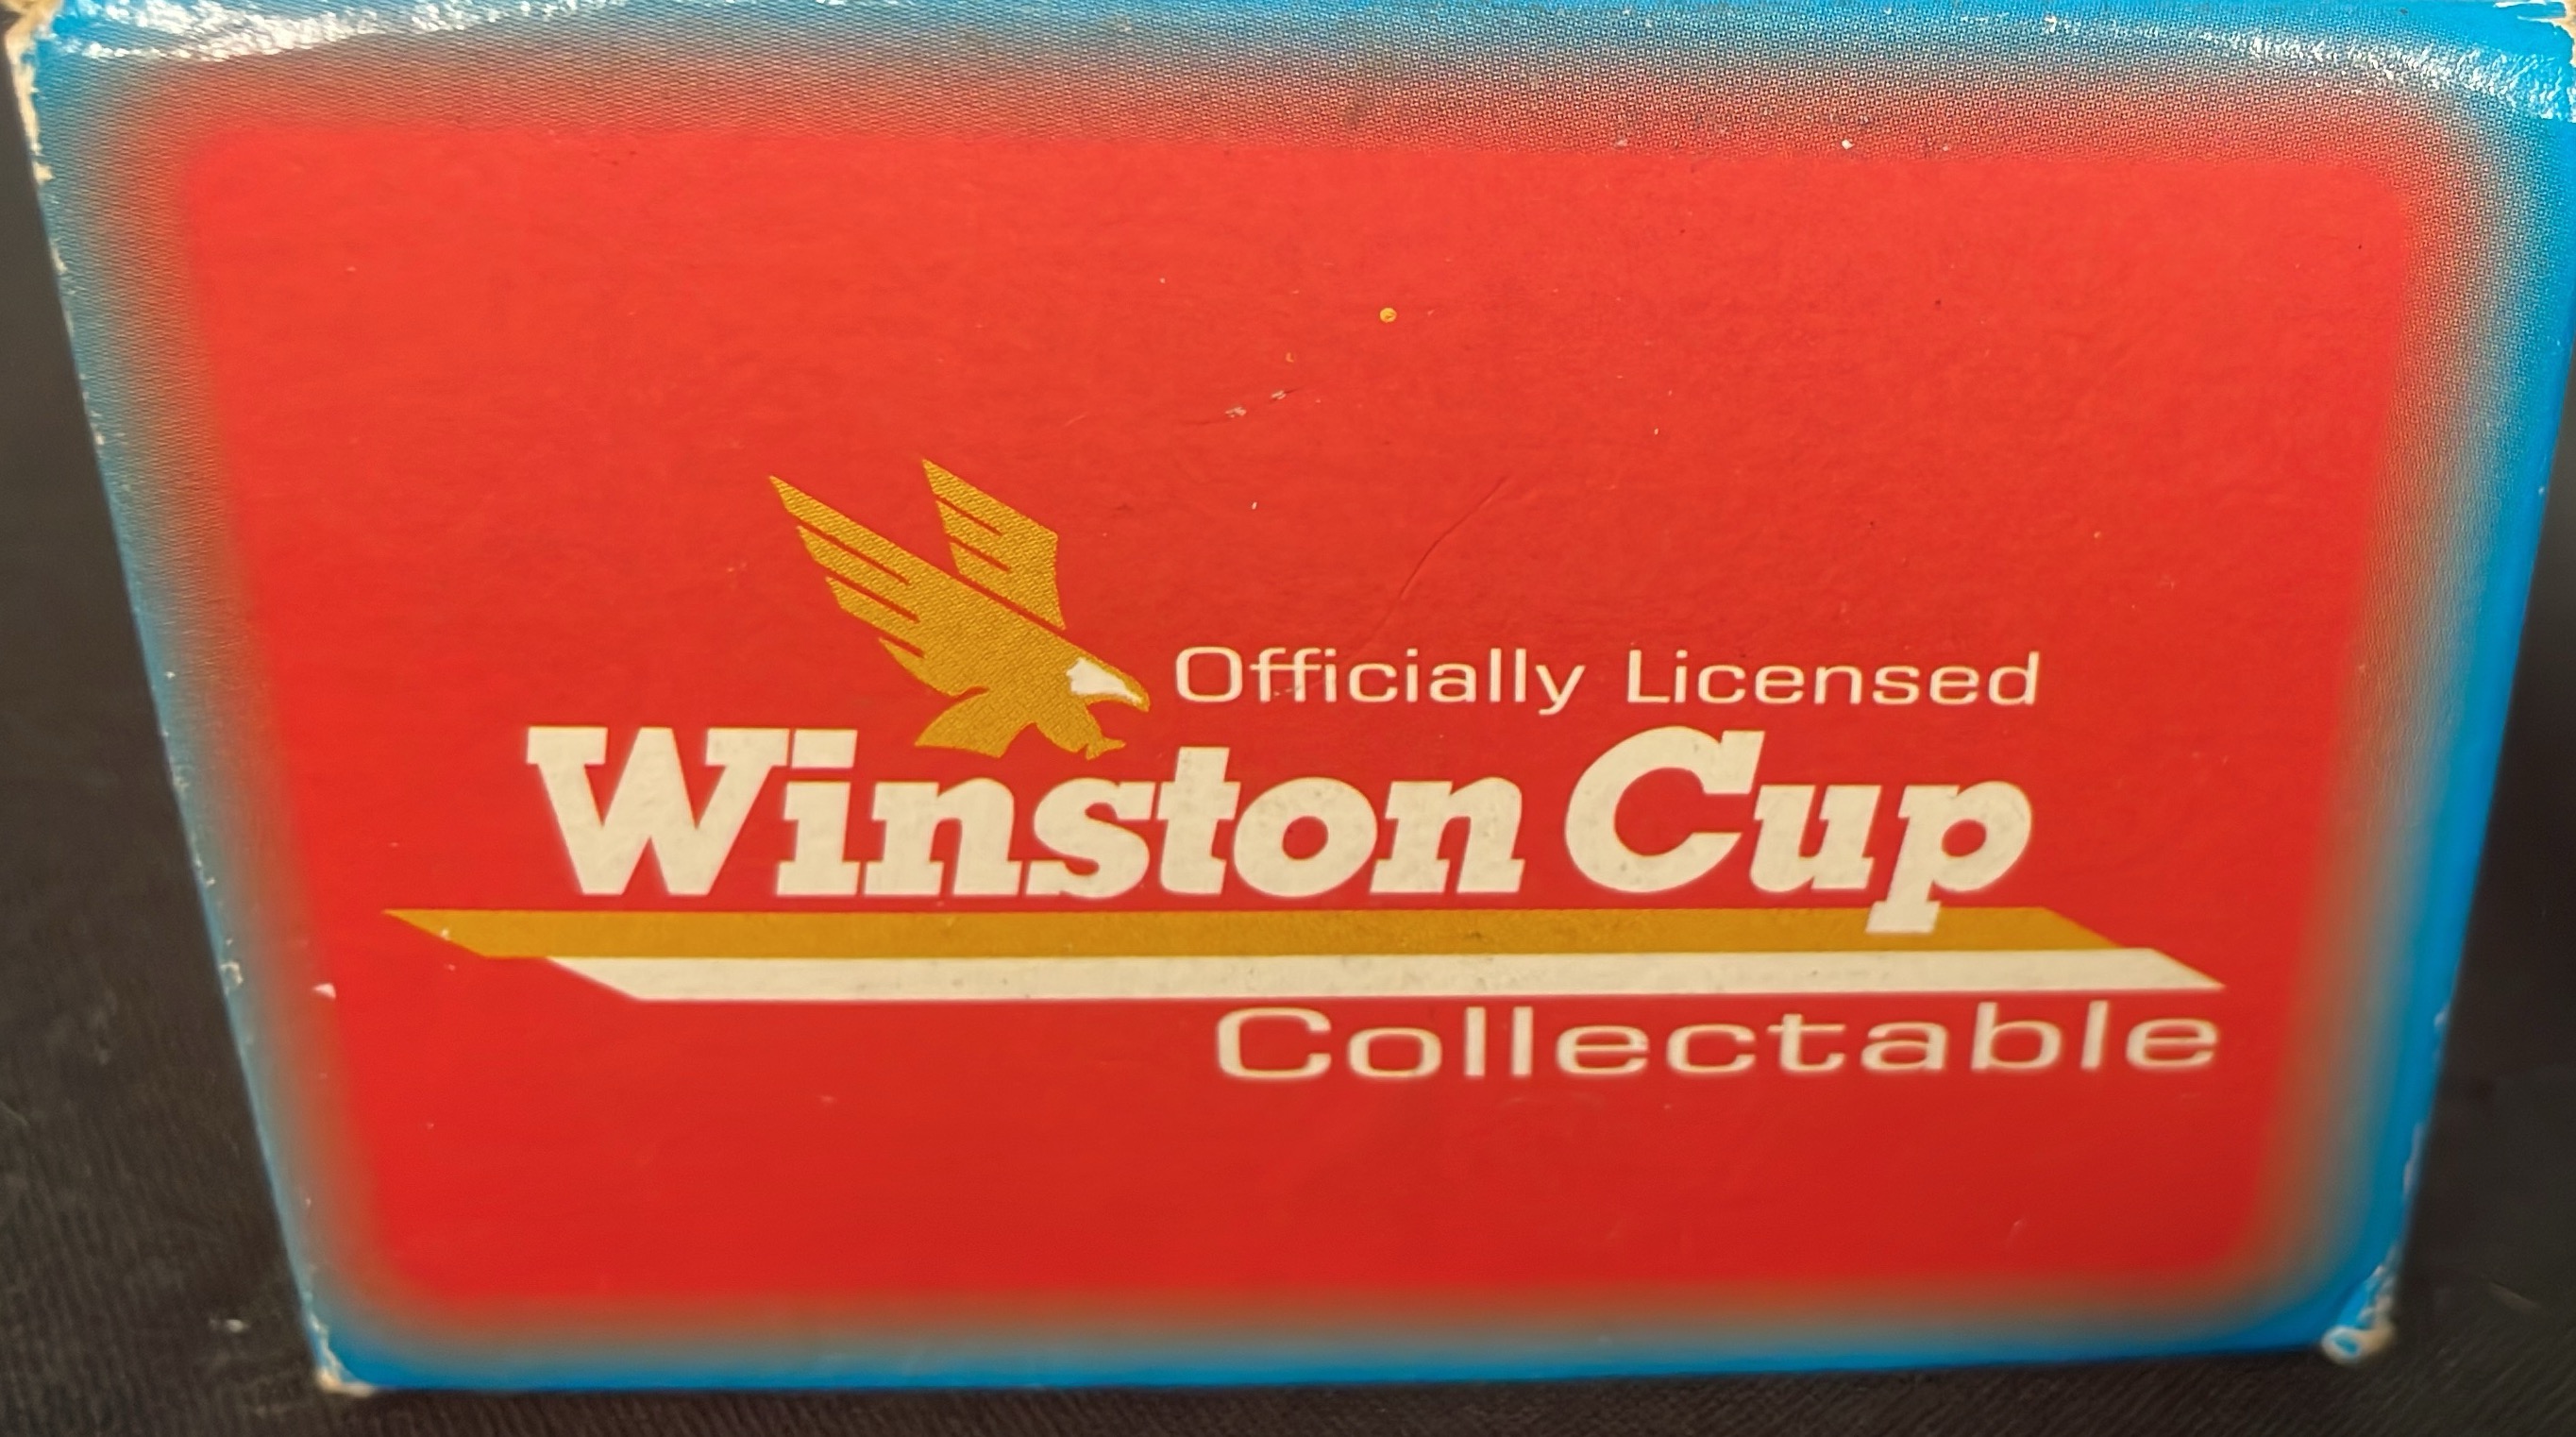 Officially Licensed
Winston Cup
Collectable